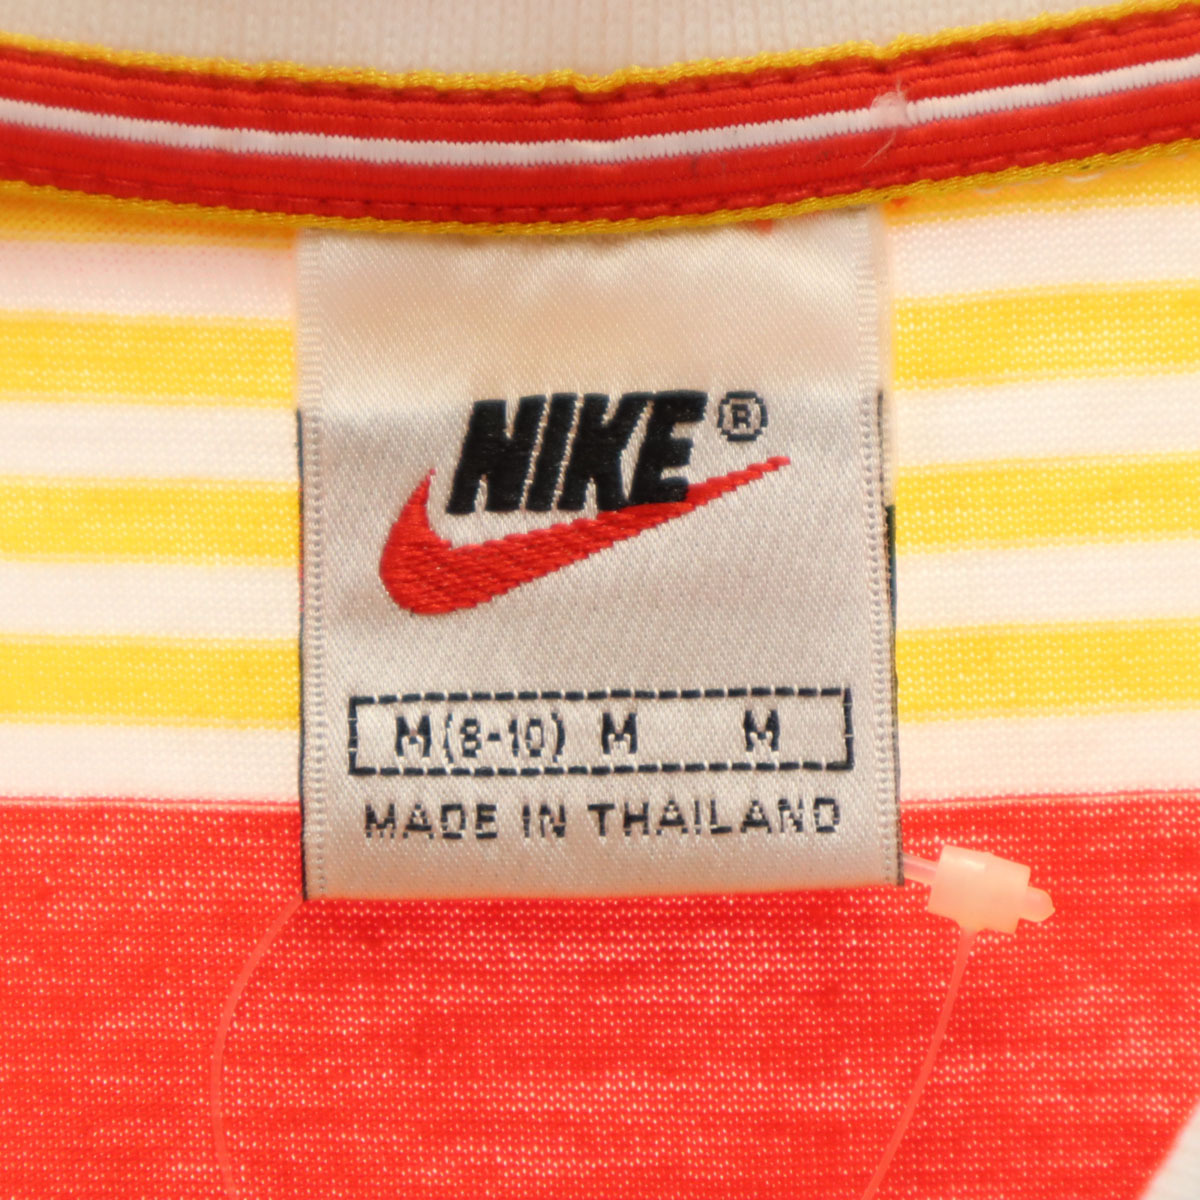 NIKE®
M(8-10) M M
MADE IN THAILAND